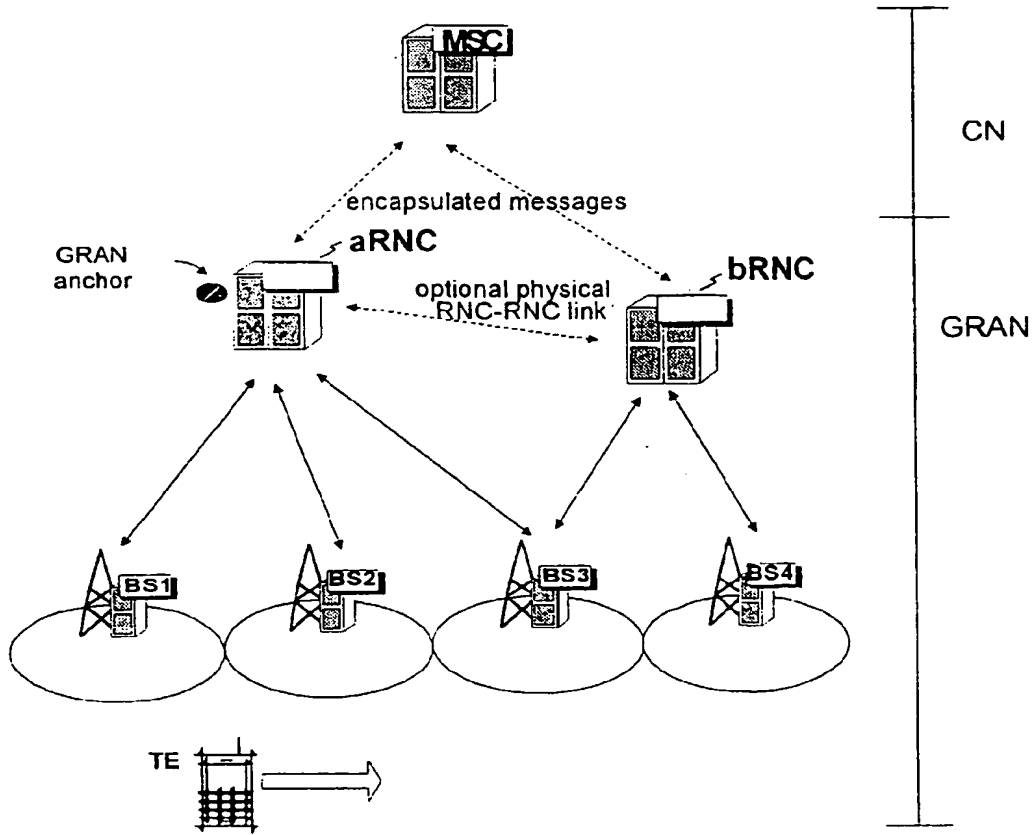 MSC
CN
encapsulated messages
aRNC
GRAN
anchor
bRNC
optional physical
RNC-RNC link
GRAN
BS1
BS2
BS3
BS4
TE